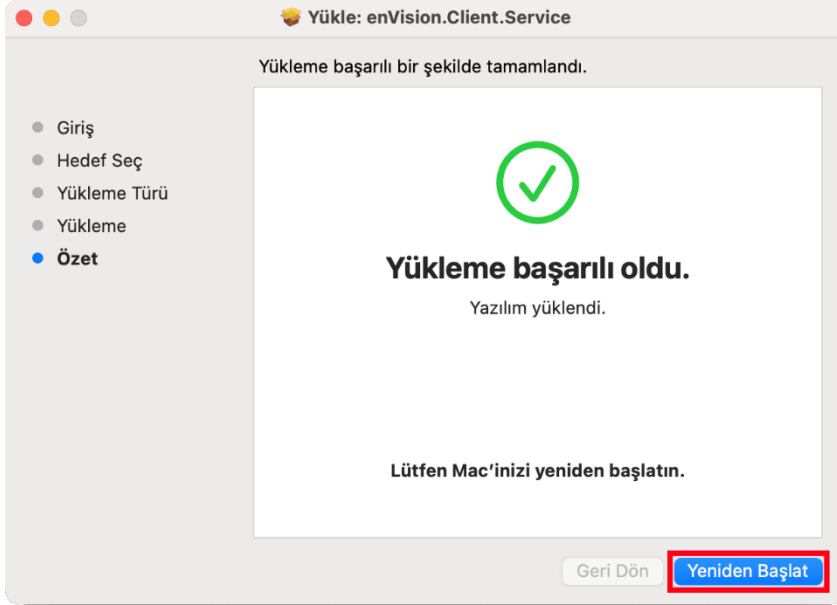 Yükle: enVision.Client.Service
Yükleme başarılı bir şekilde tamamlandı.
Giriş
Hedef Seç
Yükleme Türü
Yükleme
Özet
Yükleme başarılı oldu.
Yazılım yüklendi.
Lütfen Mac’inizi yeniden başlatın.
Geri Dön
Yeniden Başlat